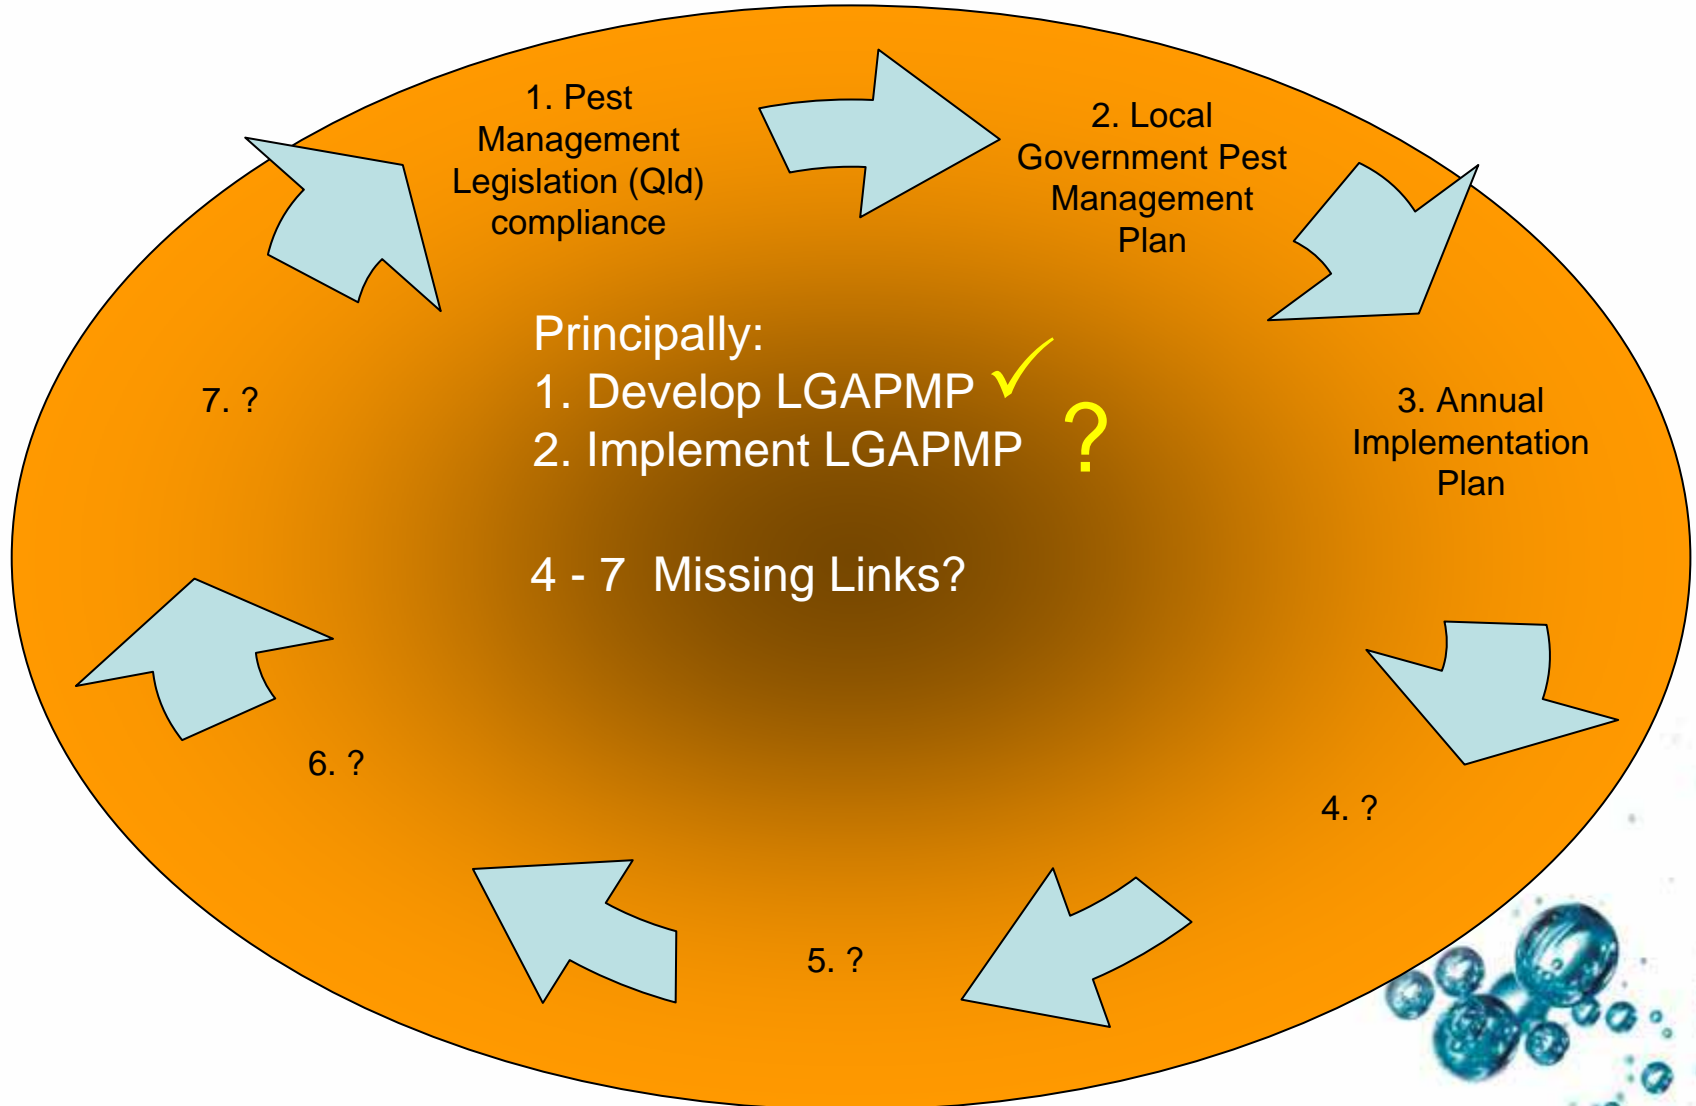 1. Pest
Management
Legislation (Qld)
compliance
2. Local
Government Pest
Management
Plan
3. Annual
Implementation
Plan
4. ?
5. ?
6. ?
7. ?
Principally:
1. Develop LGAPMP ✓
2. Implement LGAPMP ?
4 - 7 Missing Links?